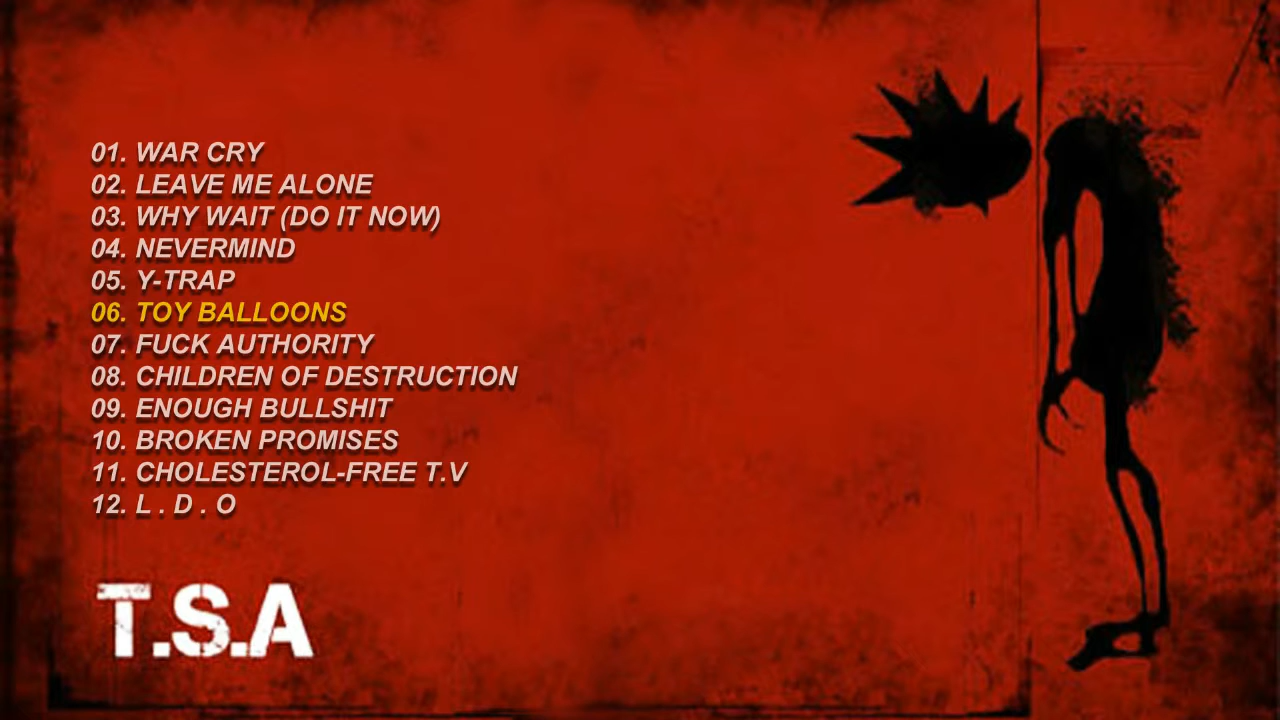 01. WAR CRY
02. LEAVE ME ALONE
03. WHY WAIT (DO IT NOW)
04. NEVERMIND
05. Y-TRAP
06. TOY BALLOONS
07. FUCK AUTHORITY
08. CHILDREN OF DESTRUCTION
09. ENOUGH BULLSHIT
10. BROKEN PROMISES
11. CHOLESTEROL-FREE T.V
12. L . D . O
T.S.A